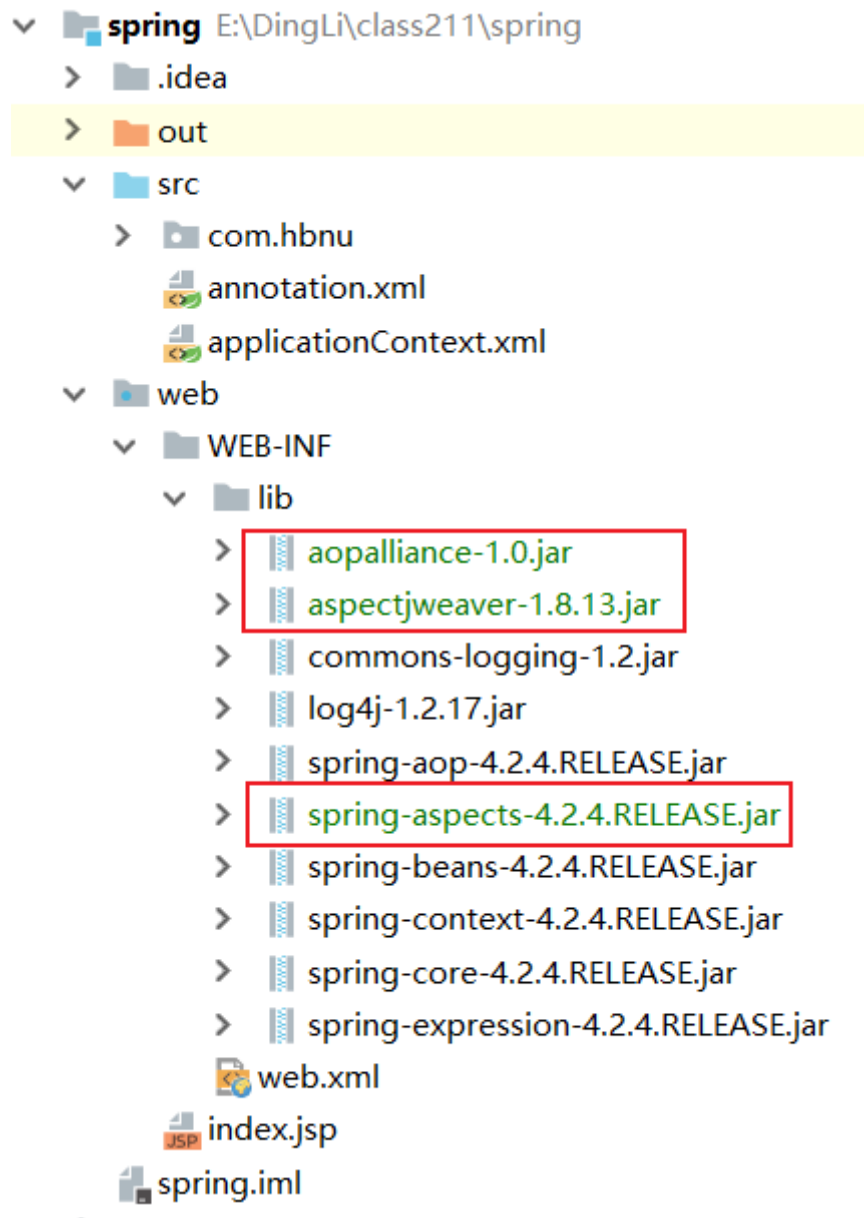 spring E:\DingLi\class211\spring
.idea
out
src
com.hbnu
annotation.xml
applicationContext.xml
web
WEB-INF
lib
aopalliance-1.0.jar
aspectjweaver-1.8.13.jar
commons-logging-1.2.jar
log4j-1.2.17.jar
spring-aop-4.2.4.RELEASE.jar
spring-aspects-4.2.4.RELEASE.jar
spring-beans-4.2.4.RELEASE.jar
spring-context-4.2.4.RELEASE.jar
spring-core-4.2.4.RELEASE.jar
spring-expression-4.2.4.RELEASE.jar
web.xml
JSP index.jsp
spring.iml